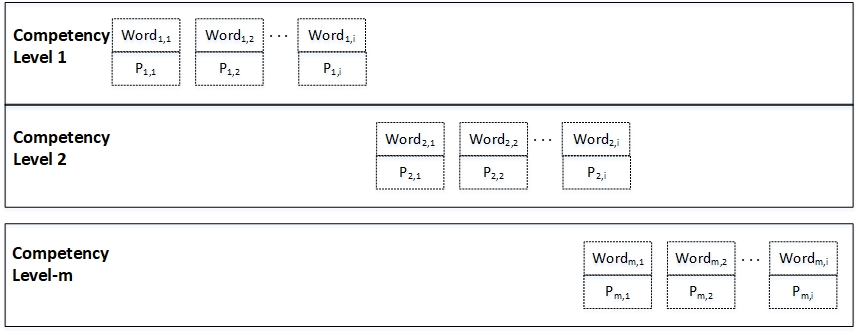 Competency Word1,1 Word1,2 ... Word1,i
Level 1 P1,1 P1,2 P1,i
Competency Word2,1 Word2,2 ... Word2,i
Level 2 P2,1 P2,2 P2,i
Competency Wordm,1 Wordm,2 ... Wordm,i
Level-m Pm,1 Pm,2 Pm,i